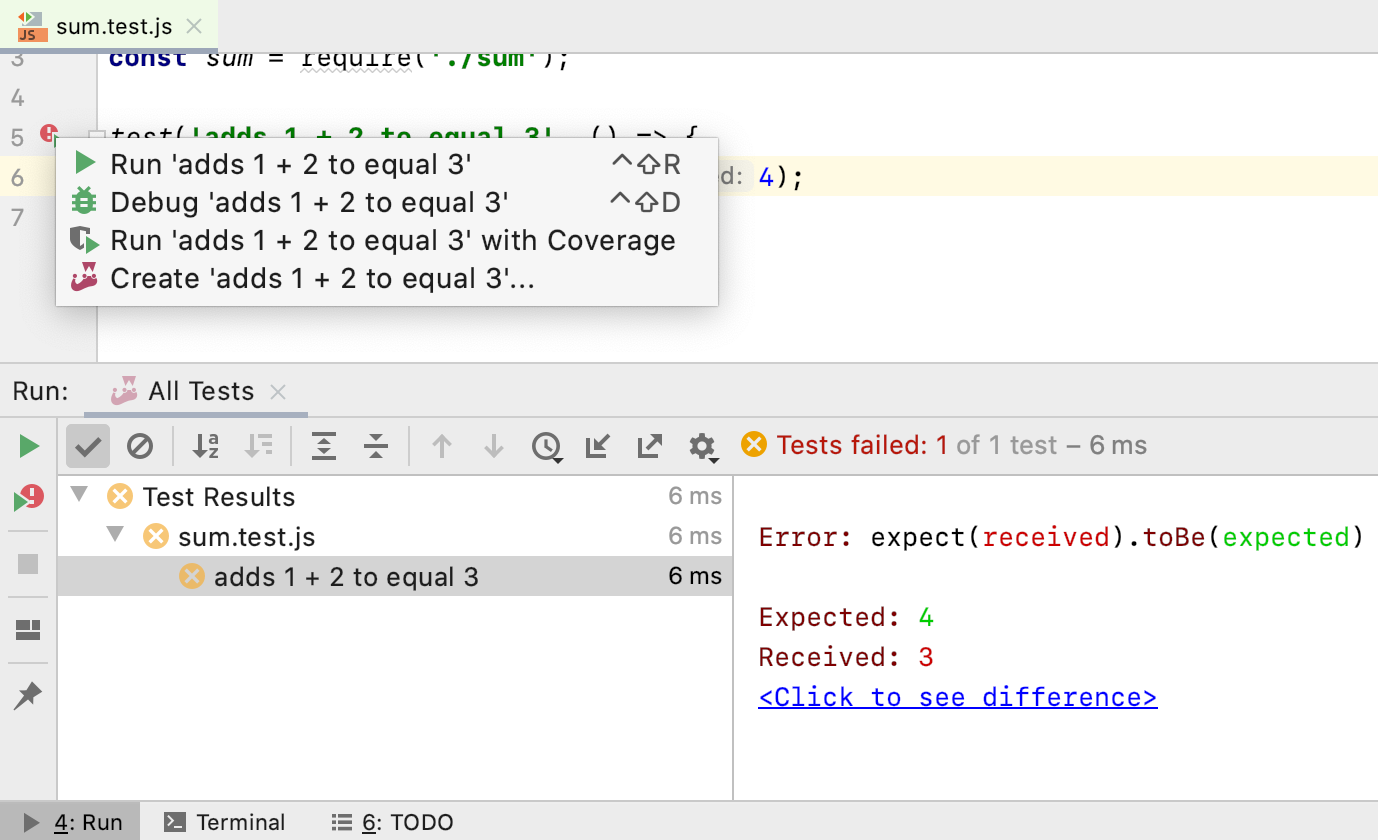 JS sum.test.js
3 const sum = require('./sum');
4
5 test('adds 1 + 2 to equal 3', () => {
6 d: 4);
7
Run 'adds 1 + 2 to equal 3' ^⇧R
Debug 'adds 1 + 2 to equal 3' ^⇧D
Run 'adds 1 + 2 to equal 3' with Coverage
Create 'adds 1 + 2 to equal 3'...
Run: All Tests
Tests failed: 1 of 1 test – 6 ms
Test Results 6 ms
sum.test.js 6 ms
adds 1 + 2 to equal 3 6 ms
Error: expect(received).toBe(expected)
Expected: 4
Received: 3
<Click to see difference>
4: Run Terminal 6: TODO